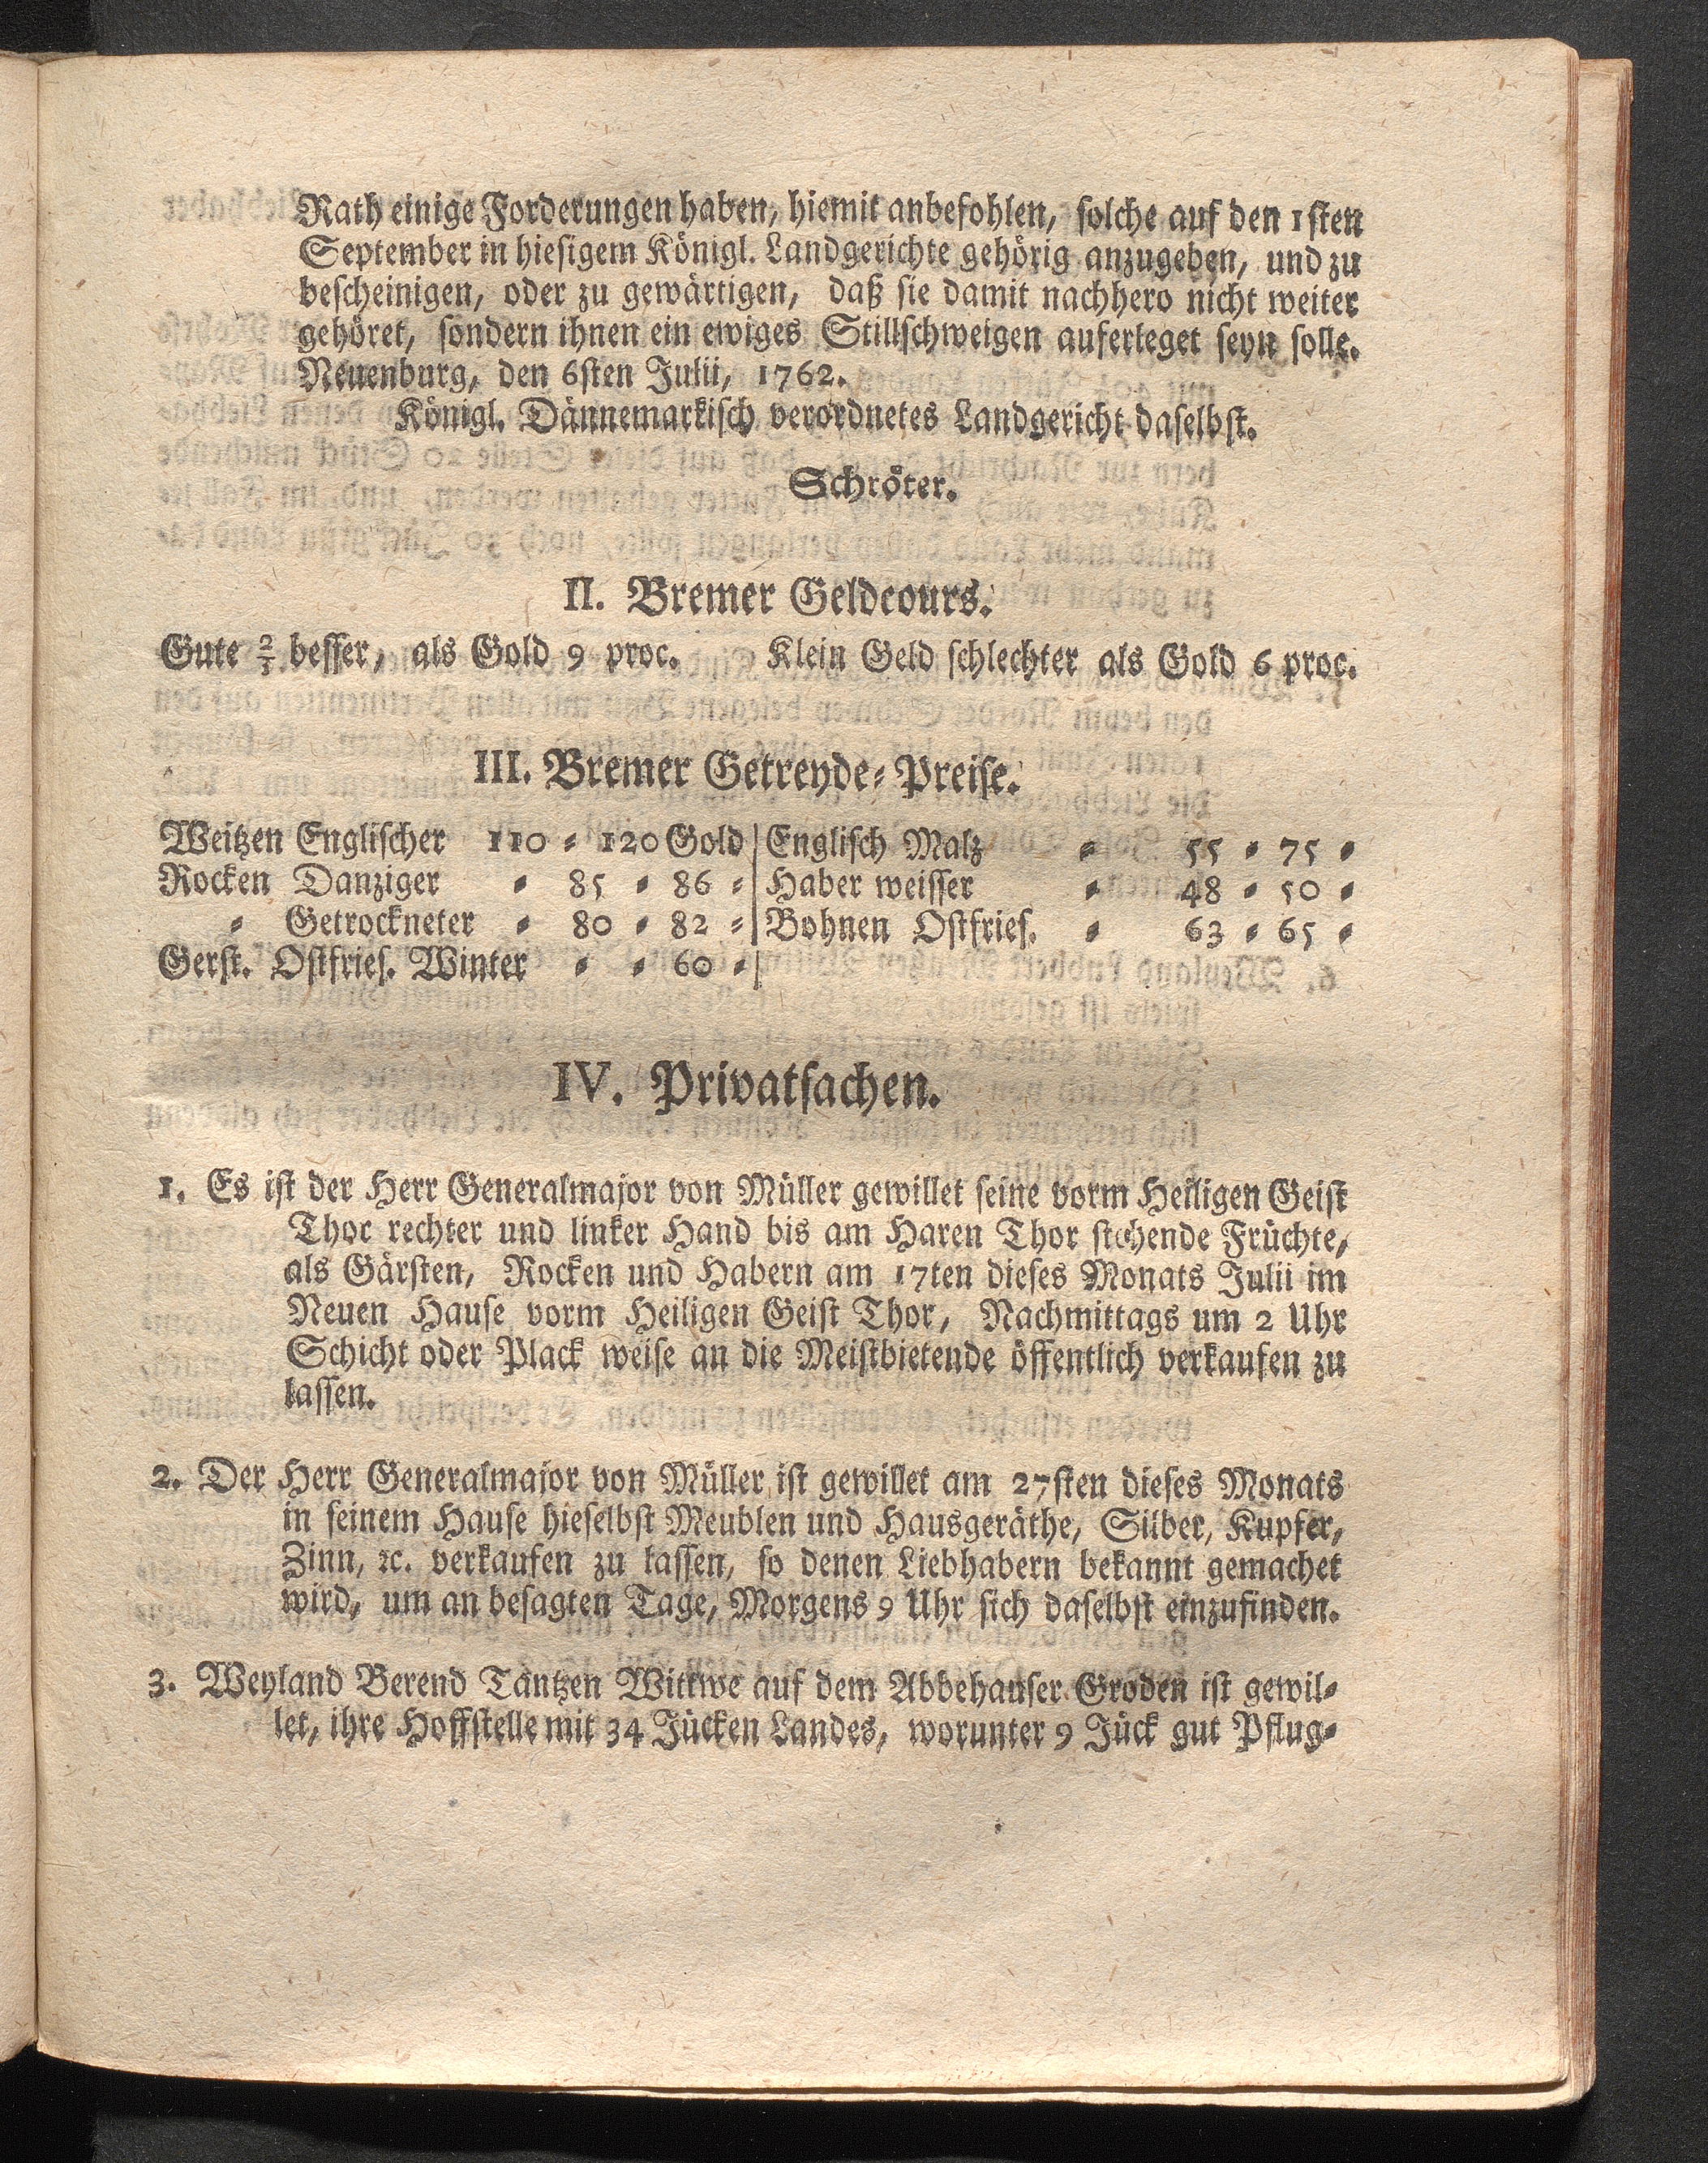 Rath einige Forderungen haben, hiemit anbefohlen, solche auf den 1sten
September in hiesigem Königl. Landgerichte gehörig anzugeben, und zu
bescheinigen, oder zu gewärtigen, daß sie damit nachhero nicht weiter
gehöret, sondern ihnen ein ewiges Stillschweigen auferleget seyn solle.
Neuenburg, den 6sten Julii, 1762.
Königl. Dännemarkisch verordnetes Landgericht daselbst.
Schröter.
II. Bremer Geldcours.
Gute 2/3 besser, als Gold 9 proc. Klein Geld schlechter als Gold 6 proc.
III. Bremer Getreyde-Preise.
Weitzen Englischer 110 - 120 Gold | Englisch Malz - 55 - 75 -
Rocken Danziger - 85 - 86 - | Haber weisser - 48 - 50 -
- Getrockneter - 80 - 82 - | Bohnen Ostfries. - 63 - 65 -
Gerst. Ostfries. Winter - - 60 - |
IV. Privatsachen.
1. Es ist der Herr Generalmajor von Müller gewillet seine vorm Heiligen Geist
Thor rechter und linker Hand bis am Haren Thor stehende Früchte,
als Gärsten, Rocken und Habern am 17ten dieses Monats Julii im
Neuen Hause vorm Heiligen Geist Thor, Nachmittags um 2 Uhr
Schicht oder Plack weise an die Meistbietende öffentlich verkaufen zu
lassen.
2. Der Herr Generalmajor von Müller ist gewillet am 27sten dieses Monats
in seinem Hause hieselbst Meublen und Hausgeräthe, Silber, Kupfer,
Zinn, ꝛc. verkaufen zu lassen, so denen Liebhabern bekannt gemachet
wird, um an besagten Tage, Morgens 9 Uhr sich daselbst einzufinden.
3. Weyland Berend Tantzen Wittwe auf dem Abbehauser Groden ist gewil-
let, ihre Hoffstelle mit 34 Jücken Landes, worunter 9 Jück gut Pflug-